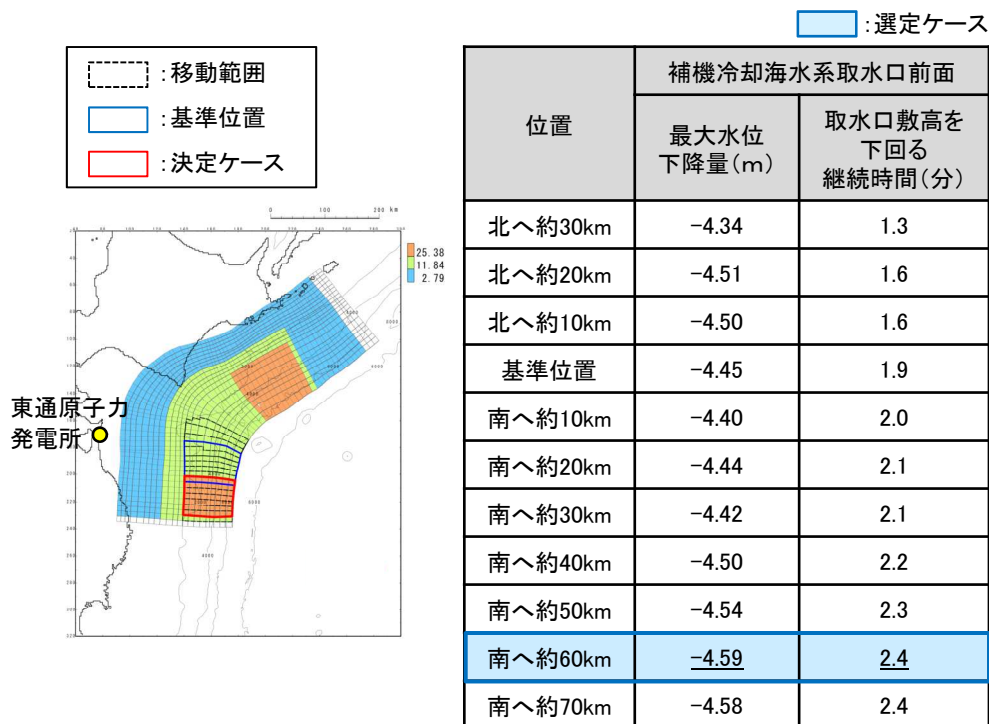 :選定ケース
:移動範囲
:基準位置
:決定ケース
0 100 200 km
25.38
11.84
2.79
東通原子力
発電所
位置
補機冷却海水系取水口前面
最大水位
下降量(m)
取水口敷高を
下回る
継続時間(分)
北へ約30km -4.34 1.3
北へ約20km -4.51 1.6
北へ約10km -4.50 1.6
基準位置 -4.45 1.9
南へ約10km -4.40 2.0
南へ約20km -4.44 2.1
南へ約30km -4.42 2.1
南へ約40km -4.50 2.2
南へ約50km -4.54 2.3
南へ約60km -4.59 2.4
南へ約70km -4.58 2.4